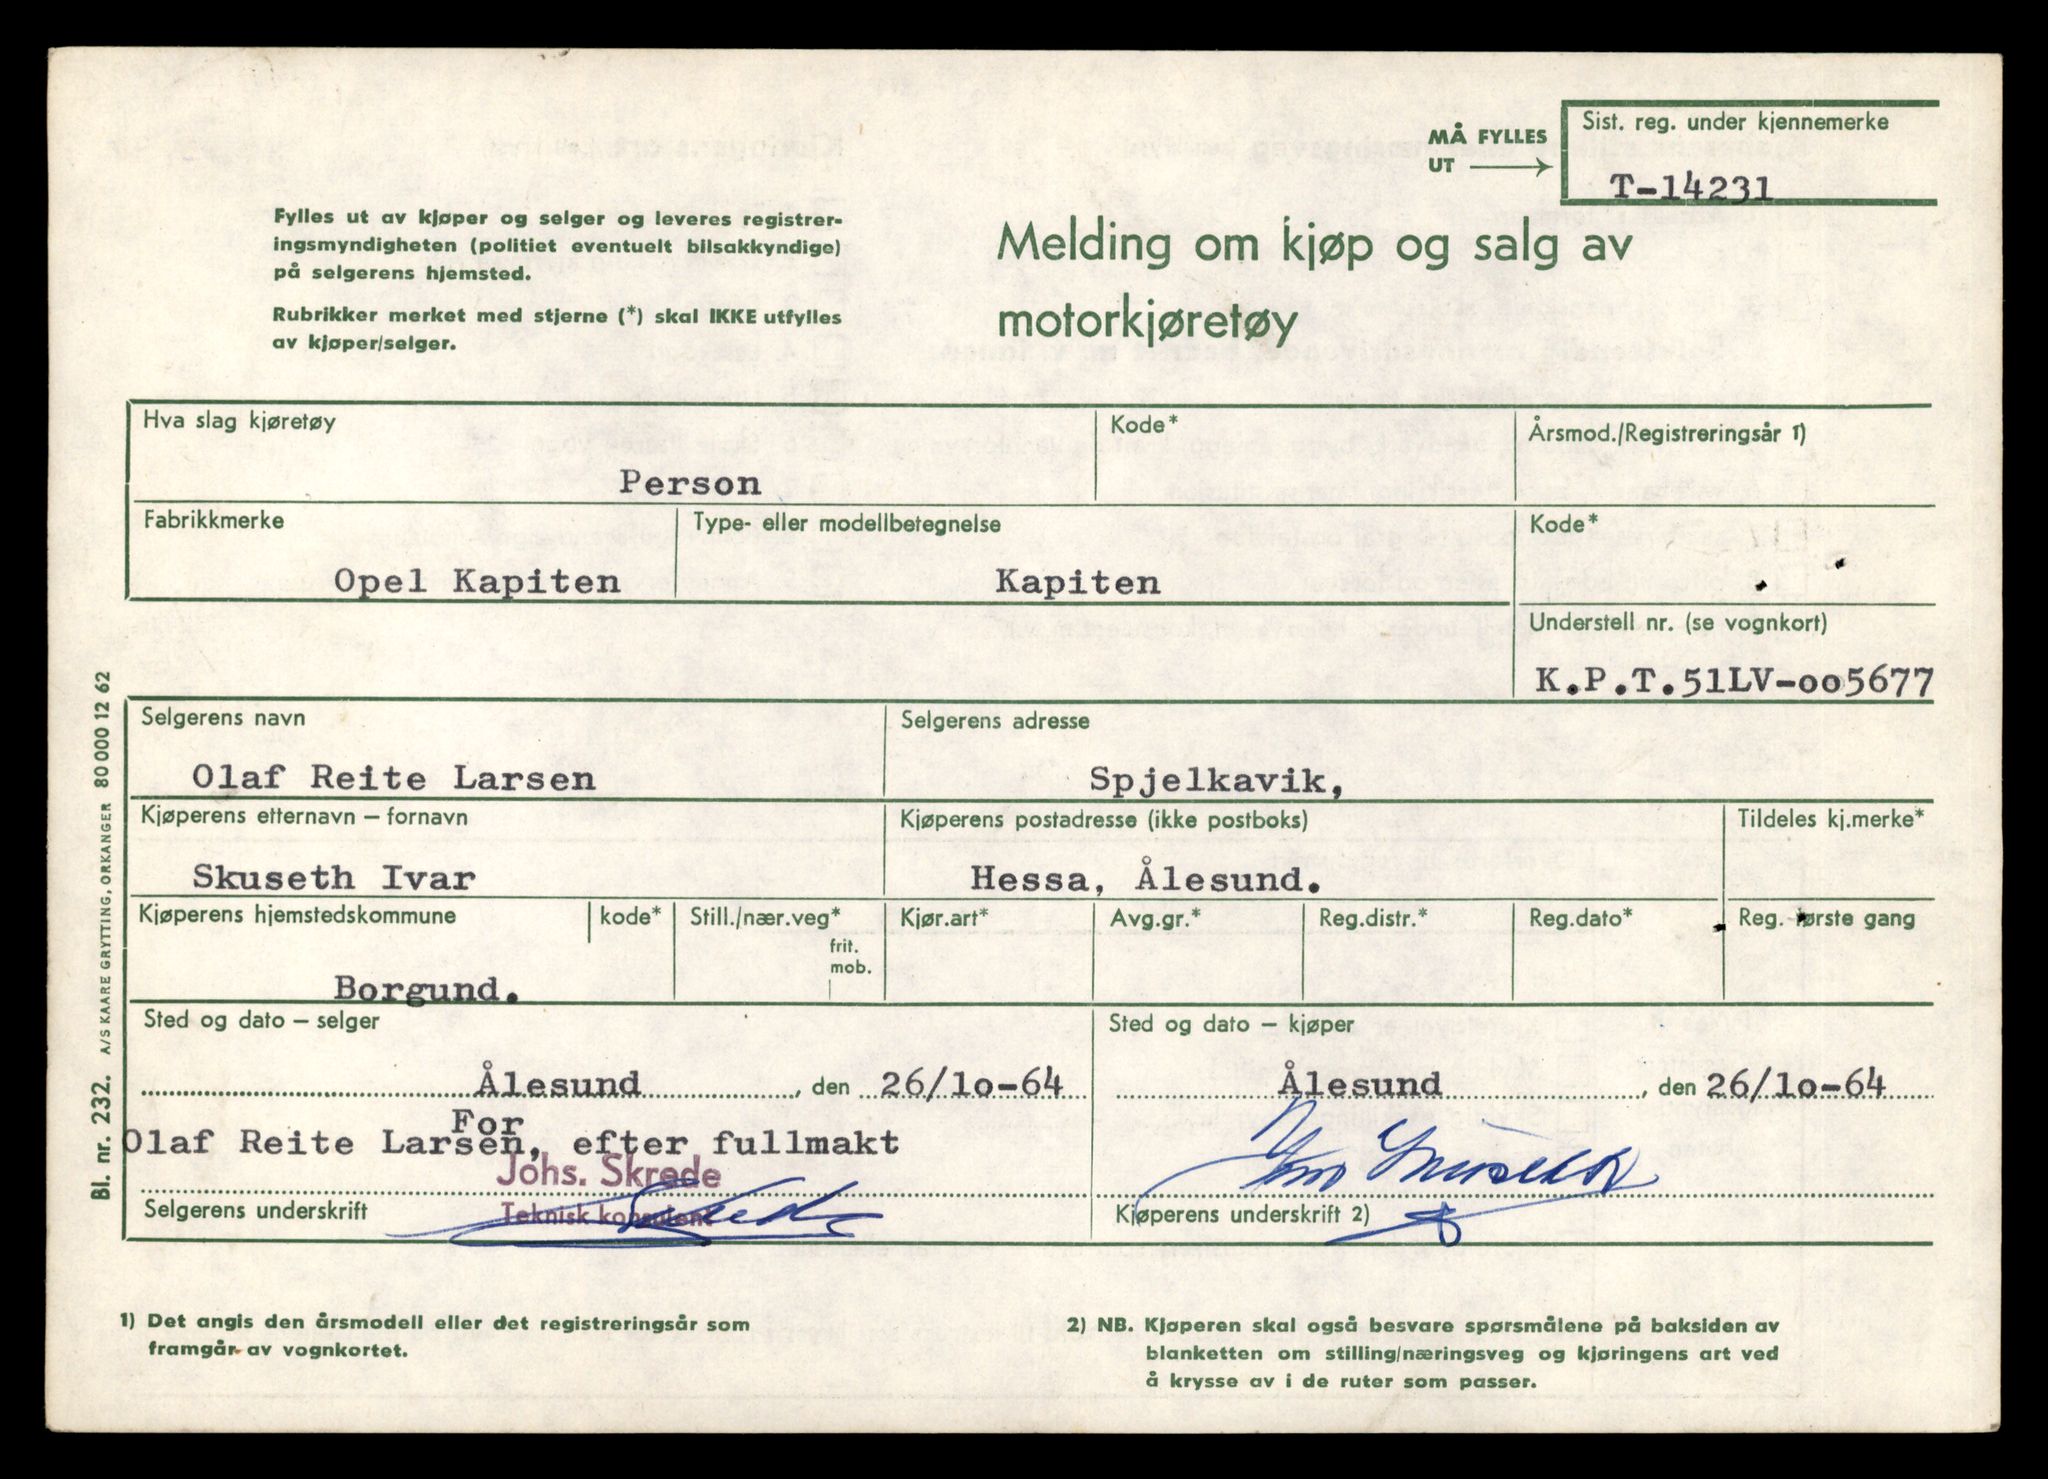 MÅ FYLLES
UT
Sist. reg. under kjennemerke
T-14231
Fylles ut av kjøper og selger og leveres registrer-
ingsmyndigheten (politiet eventuelt bilsakkyndige)
på selgerens hjemsted.
Rubrikker merket med stjerne (*) skal IKKE utfylles
av kjøper/selger.
Melding om kjøp og salg av
motorkjøretøy
Hva slag kjøretøy
Person
Kode*
Årsmod./Registreringsår 1)
Fabrikkmerke
Opel Kapiten
Type- eller modellbetegnelse
Kapiten
Kode*
Understell nr. (se vognkort)
K.P.T.51LV-oo5677
Selgerens navn
Olaf Reite Larsen
Selgerens adresse
Spjelkavik,
Kjøperens etternavn – fornavn
Skuseth Ivar
Kjøperens postadresse (ikke postboks)
Hessa, Ålesund.
Tildeles kj.merke*
Kjøperens hjemstedskommune
Borgund.
kode*
Still./nær.veg*
frit.
mob.
Kjør.art*
Avg.gr.*
Reg.distr.*
Reg.dato*
Reg. første gang
Sted og dato – selger
Ålesund, den 26/1o-64
For
Olaf Reite Larsen, efter fullmakt
Johs. Skrede
Teknisk konsulent
Selgerens underskrift
Sted og dato – kjøper
Ålesund, den 26/1o-64
Kjøperens underskrift 2)
1) Det angis den årsmodell eller det registreringsår som
framgår av vognkortet.
2) NB. Kjøperen skal også besvare spørsmålene på baksiden av
blanketten om stilling/næringsveg og kjøringens art ved
å krysse av i de ruter som passer.
Bl. nr. 232. A/S KAARE GRYTTING, ORKANGER 80 000 12 62